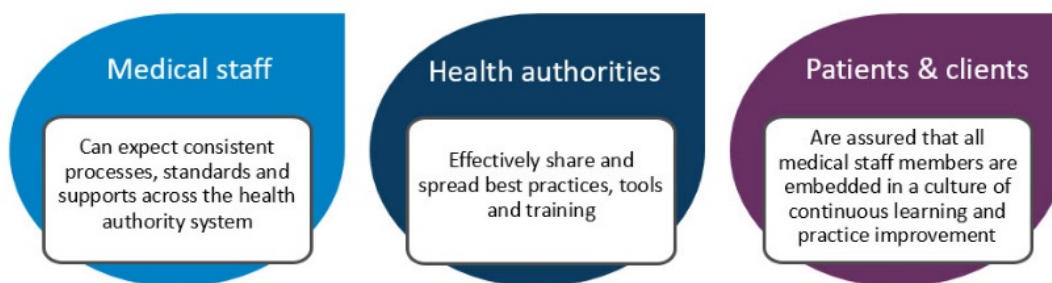 Medical staff
Can expect consistent
processes, standards and
supports across the health
authority system
Health authorities
Effectively share and
spread best practices, tools
and training
Patients & clients
Are assured that all
medical staff members are
embedded in a culture of
continuous learning and
practice improvement